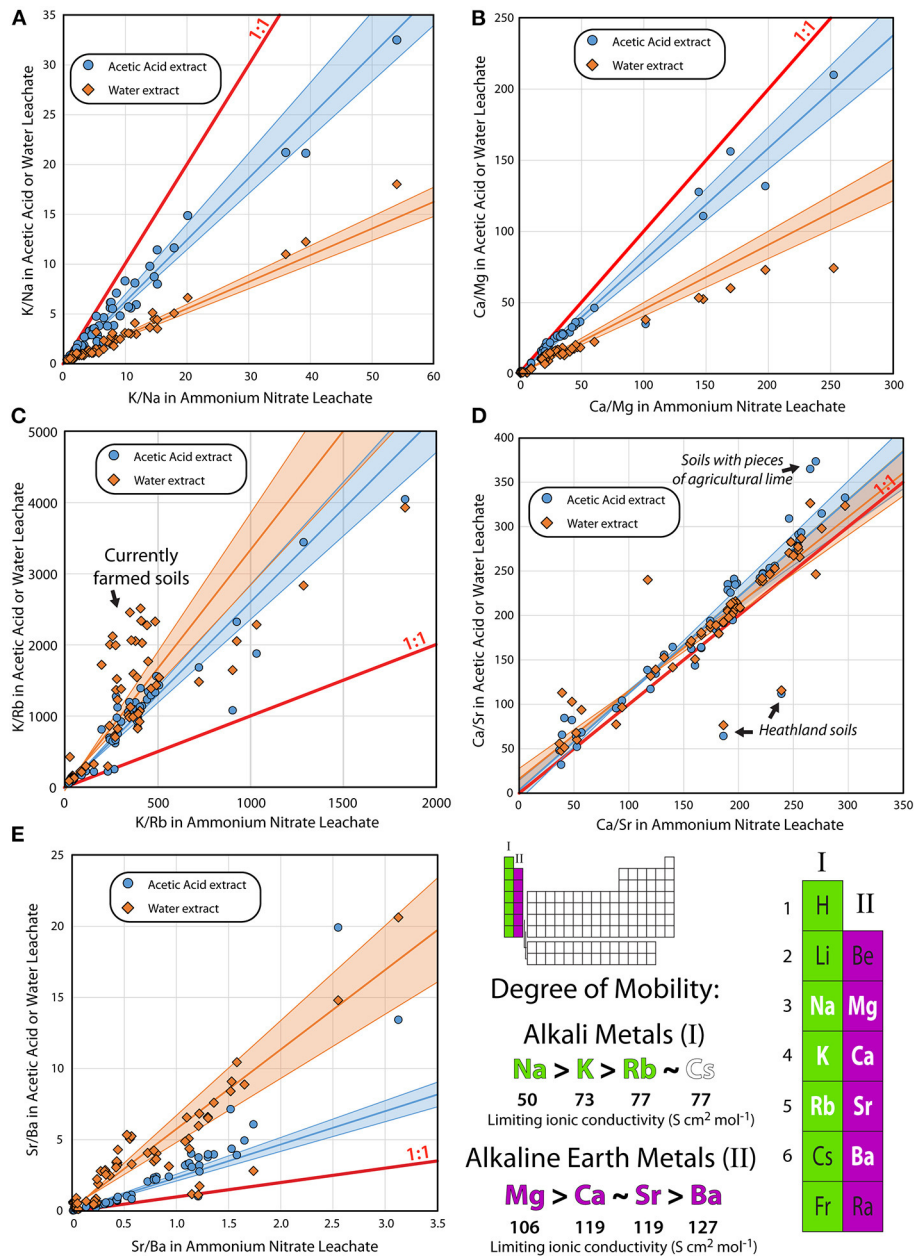 A
K/Na in Acetic Acid or Water Leachate
35
30
25
20
15
10
5
0
0
10
20
30
40
50
60
K/Na in Ammonium Nitrate Leachate
Acetic Acid extract
Water extract
1:1
B
Ca/Mg in Acetic Acid or Water Leachate
250
200
150
100
50
0
0
50
100
150
200
250
300
Ca/Mg in Ammonium Nitrate Leachate
Acetic Acid extract
Water extract
1:1
C
K/Rb in Acetic Acid or Water Leachate
5000
4000
3000
2000
1000
0
0
500
1000
1500
2000
K/Rb in Ammonium Nitrate Leachate
Acetic Acid extract
Water extract
Currently
farmed soils
1:1
D
Ca/Sr in Acetic Acid or Water Leachate
400
350
300
250
200
150
100
50
0
0
50
100
150
200
250
300
350
Ca/Sr in Ammonium Nitrate Leachate
Soils with pieces
of agricultural lime
Acetic Acid extract
Water extract
1:1
Heathland soils
E
Sr/Ba in Acetic Acid or Water Leachate
25
20
15
10
5
0
0.0
0.5
1.0
1.5
2.0
2.5
3.0
3.5
Sr/Ba in Ammonium Nitrate Leachate
Acetic Acid extract
Water extract
1:1
I
II
Degree of Mobility:
Alkali Metals (I)
Na > K > Rb ~ Cs
50 73 77 77
Limiting ionic conductivity (S cm2 mol-1)
Alkaline Earth Metals (II)
Mg > Ca ~ Sr > Ba
106 119 119 127
Limiting ionic conductivity (S cm2 mol-1)
I
1 H II
2 Li Be
3 Na Mg
4 K Ca
5 Rb Sr
6 Cs Ba
Fr Ra